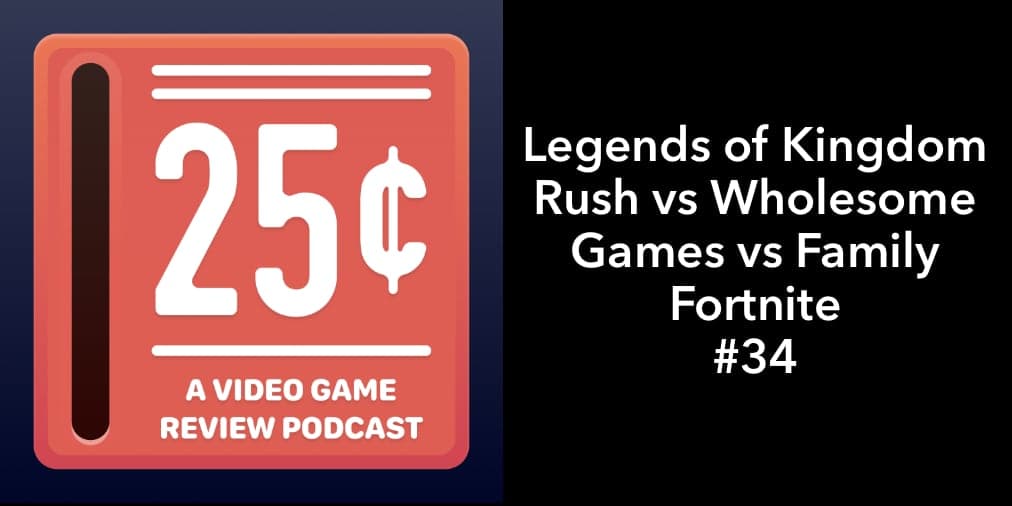 25¢
A VIDEO GAME
REVIEW PODCAST
Legends of Kingdom
Rush vs Wholesome
Games vs Family
Fortnite
#34